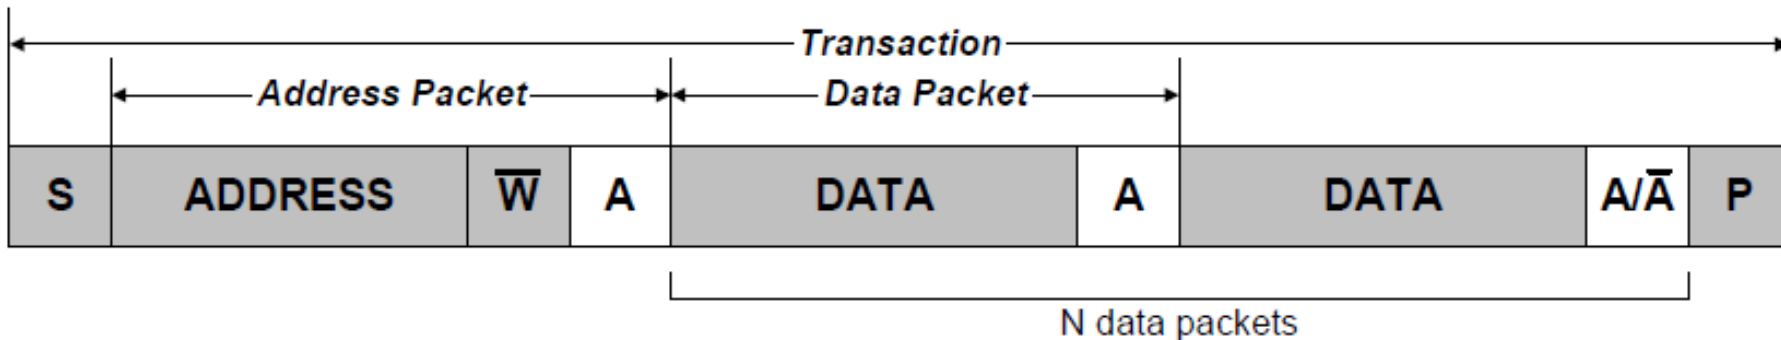 Transaction
Address Packet Data Packet
S ADDRESS W̅ A DATA A DATA A/A̅ P
N data packets